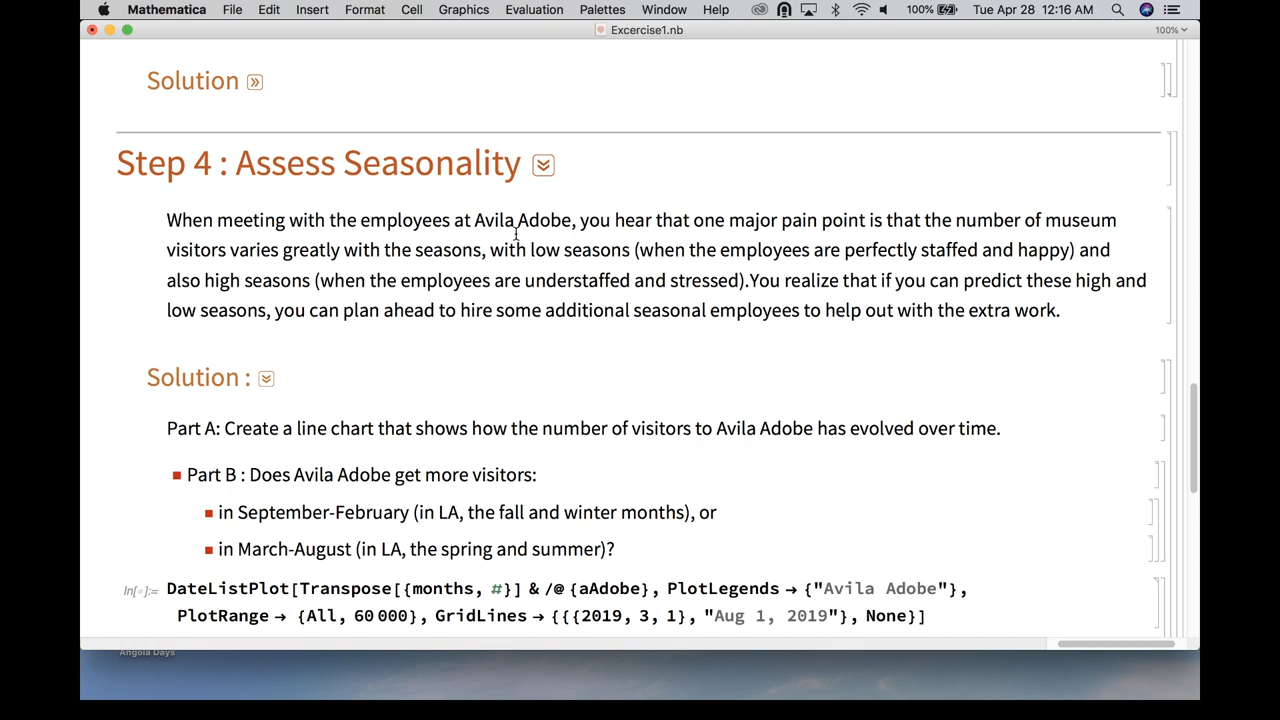 Mathematica File Edit Insert Format Cell Graphics Evaluation Palettes Window Help 100% Tue Apr 28 12:16 AM
Excercise1.nb 100%
Solution
Step 4 : Assess Seasonality
When meeting with the employees at Avila Adobe, you hear that one major pain point is that the number of museum
visitors varies greatly with the seasons, with low seasons (when the employees are perfectly staffed and happy) and
also high seasons (when the employees are understaffed and stressed).You realize that if you can predict these high and
low seasons, you can plan ahead to hire some additional seasonal employees to help out with the extra work.
Solution :
Part A: Create a line chart that shows how the number of visitors to Avila Adobe has evolved over time.
Part B : Does Avila Adobe get more visitors:
in September-February (in LA, the fall and winter months), or
in March-August (in LA, the spring and summer)?
In[•]:= DateListPlot[Transpose[{months, #}] & /@ {aAdobe}, PlotLegends → {"Avila Adobe"},
PlotRange → {All, 60 000}, GridLines → {{{2019, 3, 1}, "Aug 1, 2019"}, None}]
Angola Days